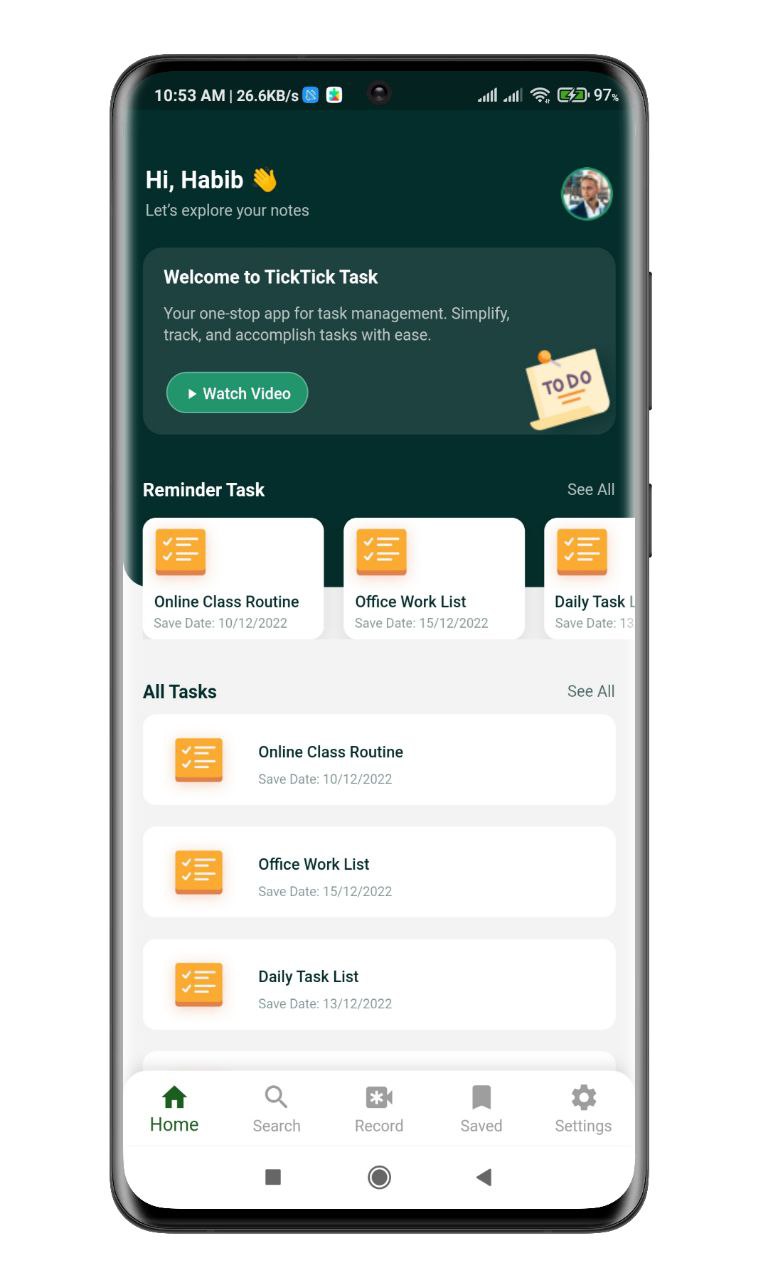 10:53 AM | 26.6KB/s 97%
Hi, Habib 👋
Let's explore your notes
Welcome to TickTick Task
Your one-stop app for task management. Simplify,
track, and accomplish tasks with ease.
Watch Video
TO DO
Reminder Task See All
Online Class Routine
Save Date: 10/12/2022
Office Work List
Save Date: 15/12/2022
Daily Task L
Save Date: 13
All Tasks See All
Online Class Routine
Save Date: 10/12/2022
Office Work List
Save Date: 15/12/2022
Daily Task List
Save Date: 13/12/2022
Home Search Record Saved Settings